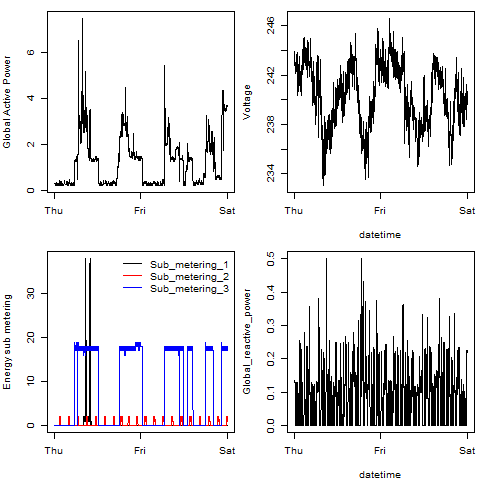 Global Active Power
0
2
4
6
Thu
Fri
Sat
Voltage
234
238
242
246
Thu
Fri
Sat
datetime
Energy sub metering
0
10
20
30
Sub_metering_1
Sub_metering_2
Sub_metering_3
Thu
Fri
Sat
Global_reactive_power
0.0
0.1
0.2
0.3
0.4
0.5
Thu
Fri
Sat
datetime